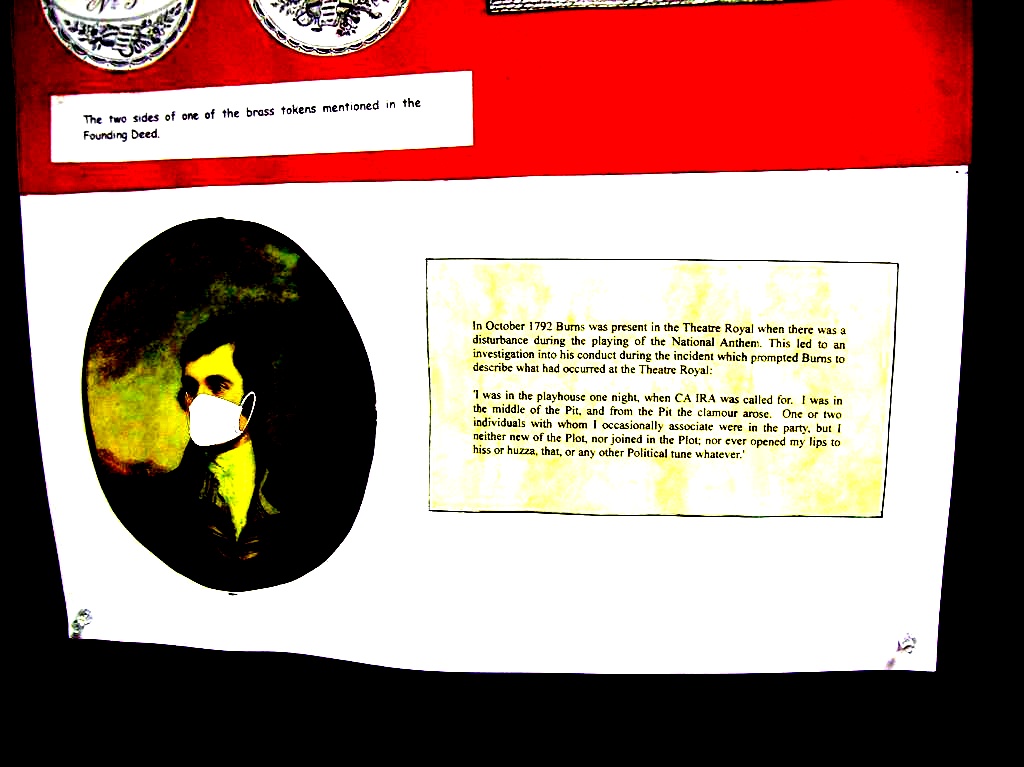 Nº 5
The two sides of one of the brass tokens mentioned in the
Founding Deed.
In October 1792 Burns was present in the Theatre Royal when there was a
disturbance during the playing of the National Anthem. This led to an
investigation into his conduct during the incident which prompted Burns to
describe what had occurred at the Theatre Royal:
'I was in the playhouse one night, when CA IRA was called for. I was in
the middle of the Pit, and from the Pit the clamour arose. One or two
individuals with whom I occasionally associate were in the party, but I
neither new of the Plot, nor joined in the Plot; nor ever opened my lips to
hiss or huzza, that, or any other Political tune whatever.'